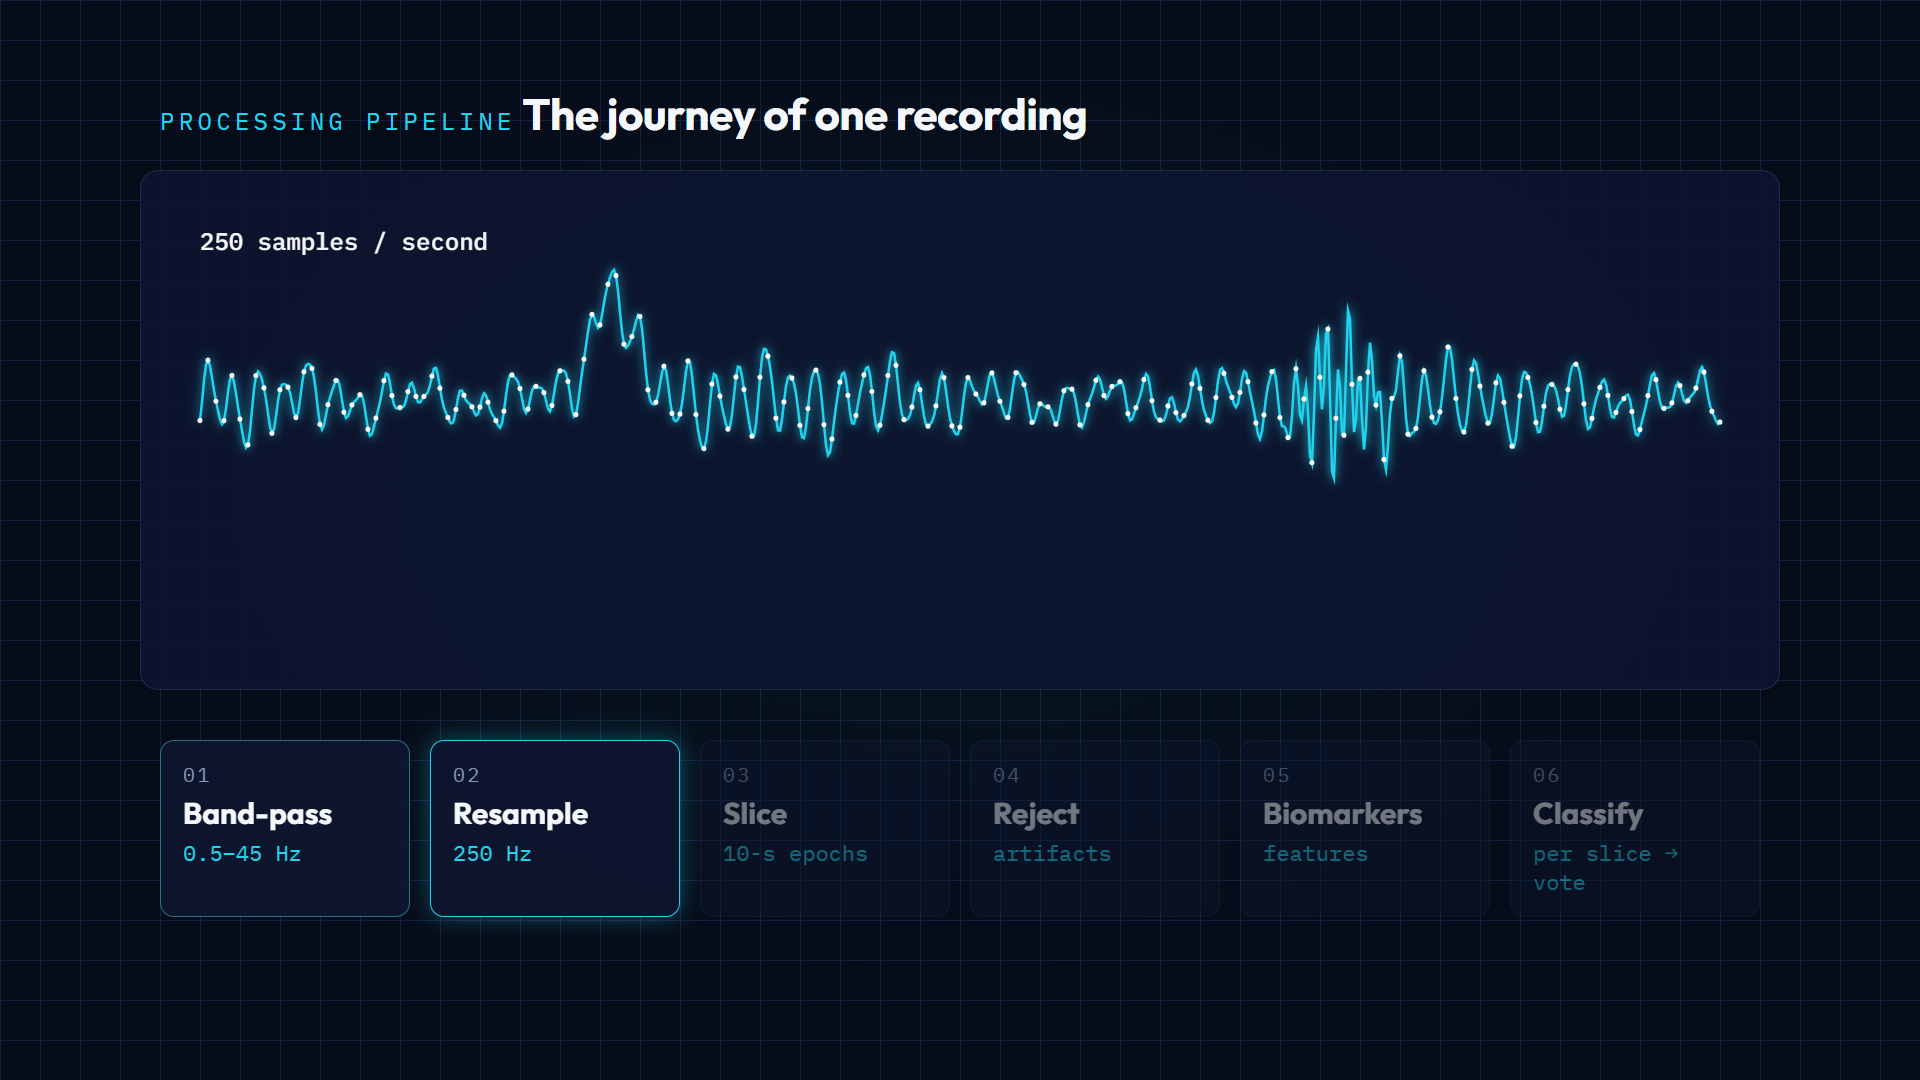 PROCESSING PIPELINE The journey of one recording
250 samples / second
01
Band-pass
0.5–45 Hz
02
Resample
250 Hz
03
Slice
10-s epochs
04
Reject
artifacts
05
Biomarkers
features
06
Classify
per slice →
vote